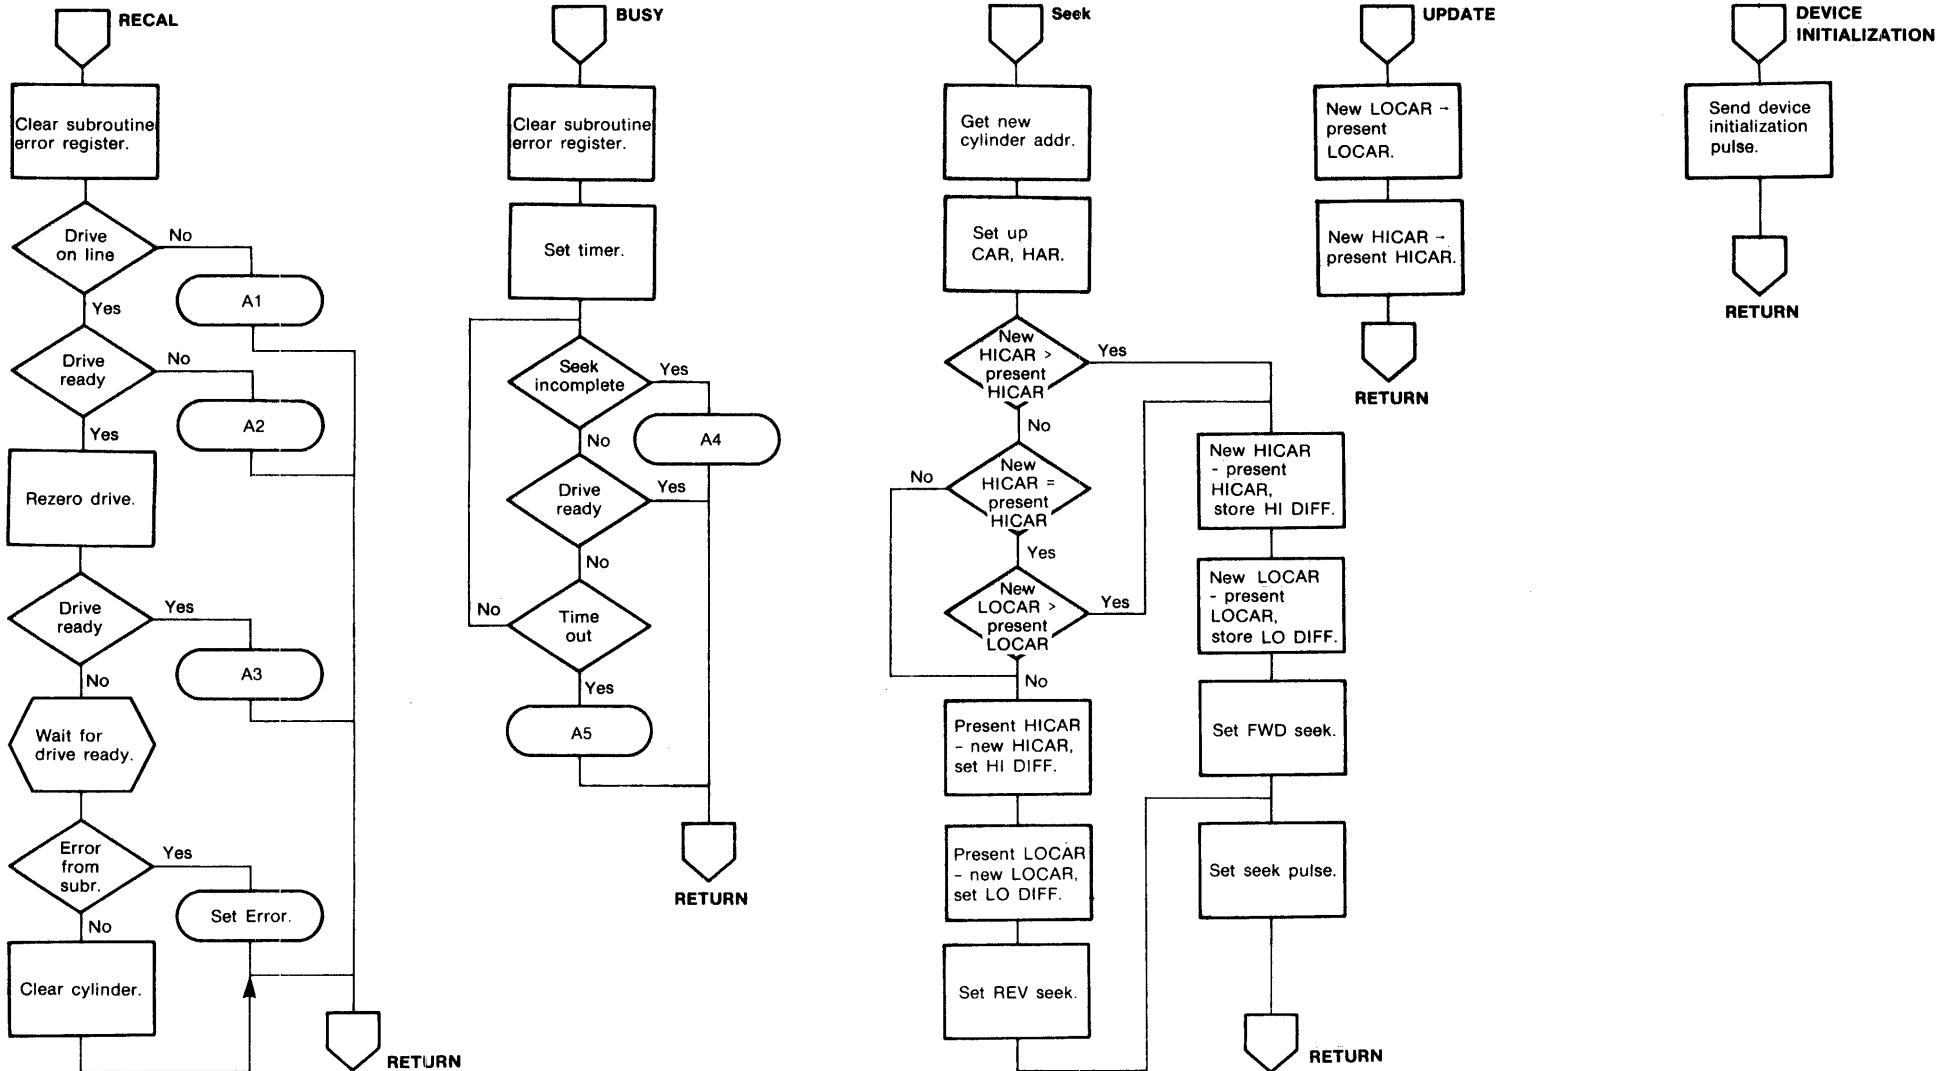 RECAL
Clear subroutine
error register.
Drive
on line
No
A1
Yes
Drive
ready
No
A2
Yes
Rezero drive.
Drive
ready
Yes
A3
No
Wait for
drive ready.
Error
from
subr.
Yes
Set Error.
No
Clear cylinder.
RETURN
BUSY
Clear subroutine
error register.
Set timer.
Seek
incomplete
Yes
A4
No
Drive
ready
Yes
No
Time
out
No
Yes
A5
RETURN
Seek
Get new
cylinder addr.
Set up
CAR, HAR.
New
HICAR >
present
HICAR
Yes
No
New
HICAR =
present
HICAR
No
Yes
New
LOCAR >
present
LOCAR
Yes
No
Present HICAR
- new HICAR,
set HI DIFF.
Present LOCAR
- new LOCAR,
set LO DIFF.
Set REV seek.
New HICAR
- present
HICAR,
store HI DIFF.
New LOCAR
- present
LOCAR,
store LO DIFF.
Set FWD seek.
Set seek pulse.
RETURN
UPDATE
New LOCAR →
present
LOCAR.
New HICAR →
present HICAR.
RETURN
DEVICE
INITIALIZATION
Send device
initialization
pulse.
RETURN